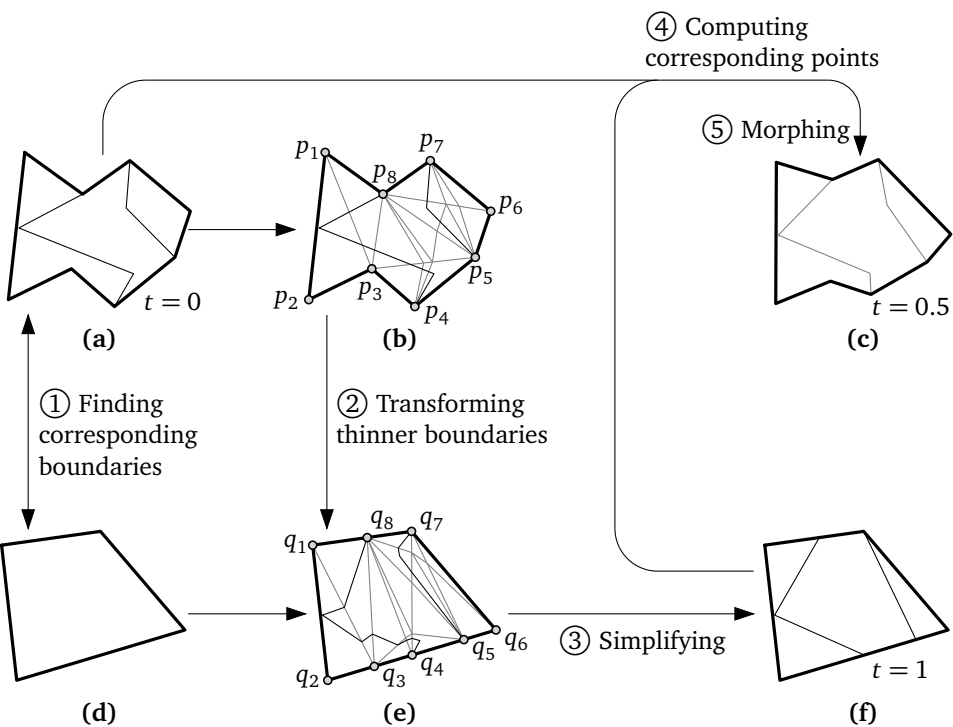 ④ Computing
corresponding points
⑤ Morphing
p1
p8
p7
p6
p5
p2
p3
p4
t = 0
t = 0.5
(a)
(b)
(c)
① Finding
corresponding
boundaries
② Transforming
thinner boundaries
q1
q8
q7
q6
q5
q4
q3
q2
③ Simplifying
t = 1
(d)
(e)
(f)